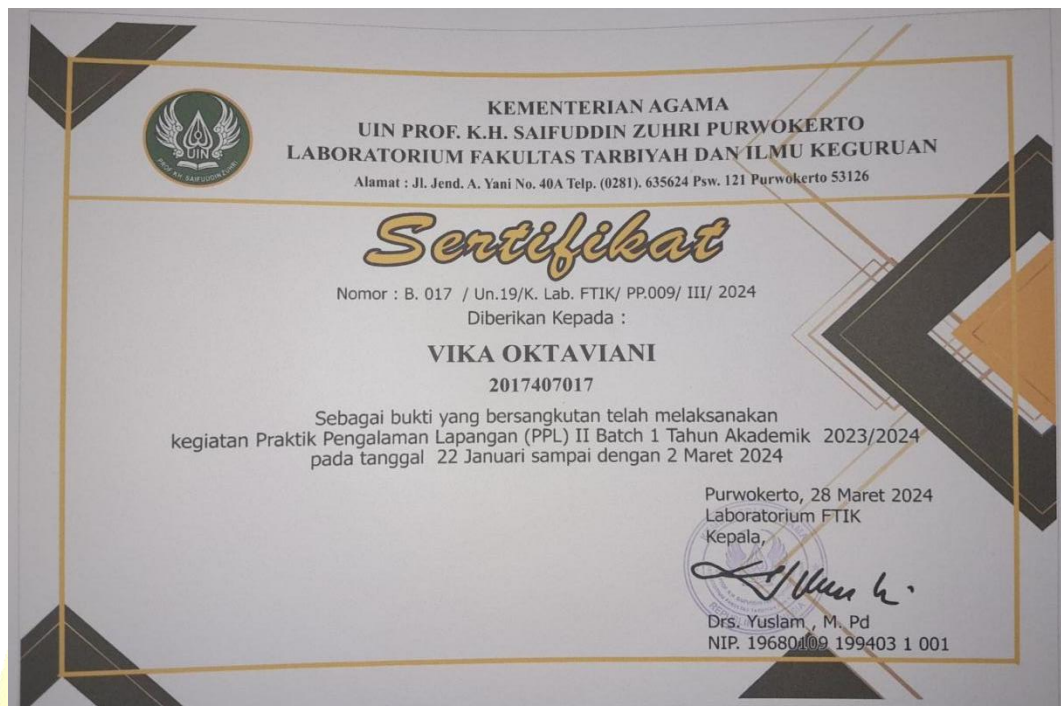 KEMENTERIAN AGAMA
UIN PROF. K.H. SAIFUDDIN ZUHRI PURWOKERTO
LABORATORIUM FAKULTAS TARBIYAH DAN ILMU KEGURUAN
Alamat : Jl. Jend. A. Yani No. 40A Telp. (0281). 635624 Psw. 121 Purwokerto 53126
UIN
PROF. K.H. SAIFUDDIN ZUHRI
Sertifikat
Nomor : B. 017 / Un.19/K. Lab. FTIK/ PP.009/ III/ 2024
Diberikan Kepada :
VIKA OKTAVIANI
2017407017
Sebagai bukti yang bersangkutan telah melaksanakan
kegiatan Praktik Pengalaman Lapangan (PPL) II Batch 1 Tahun Akademik 2023/2024
pada tanggal 22 Januari sampai dengan 2 Maret 2024
Purwokerto, 28 Maret 2024
Laboratorium FTIK
Kepala,
Drs. Yuslam , M. Pd
NIP. 19680109 199403 1 001